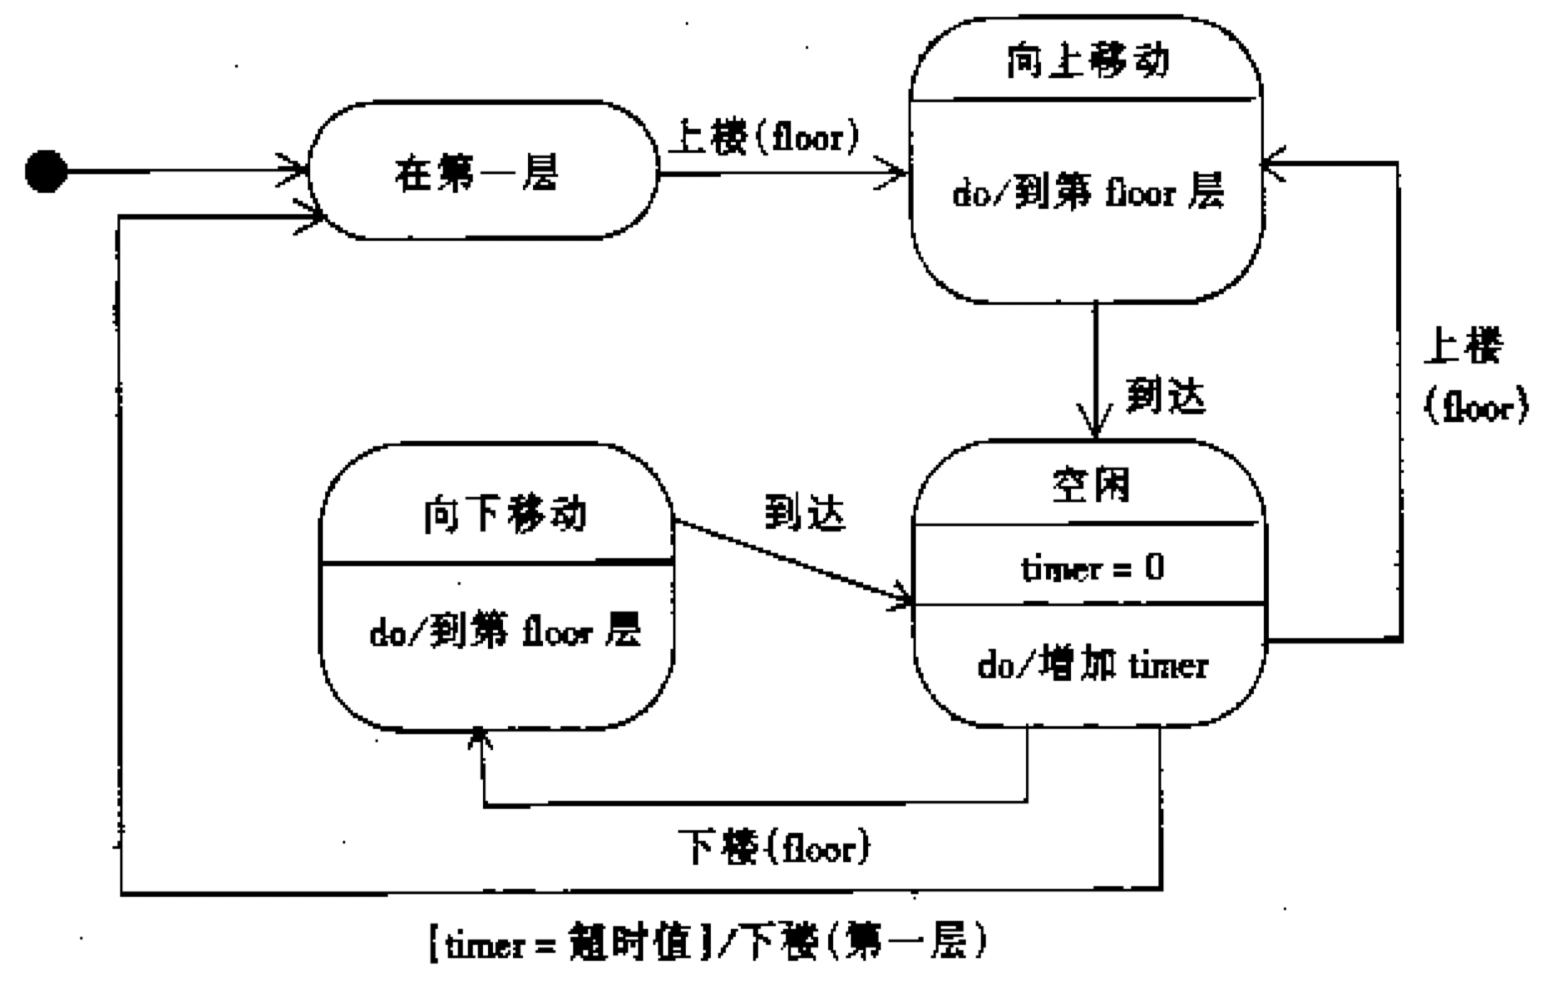 向上移动
上楼(floor)
在第一层
do/到第 floor 层
上楼
(floor)
到达
空闲
向下移动
到达
timer = 0
do/到第 floor 层
do/增加 timer
下楼(floor)
[timer = 超时值]/下楼(第一层)